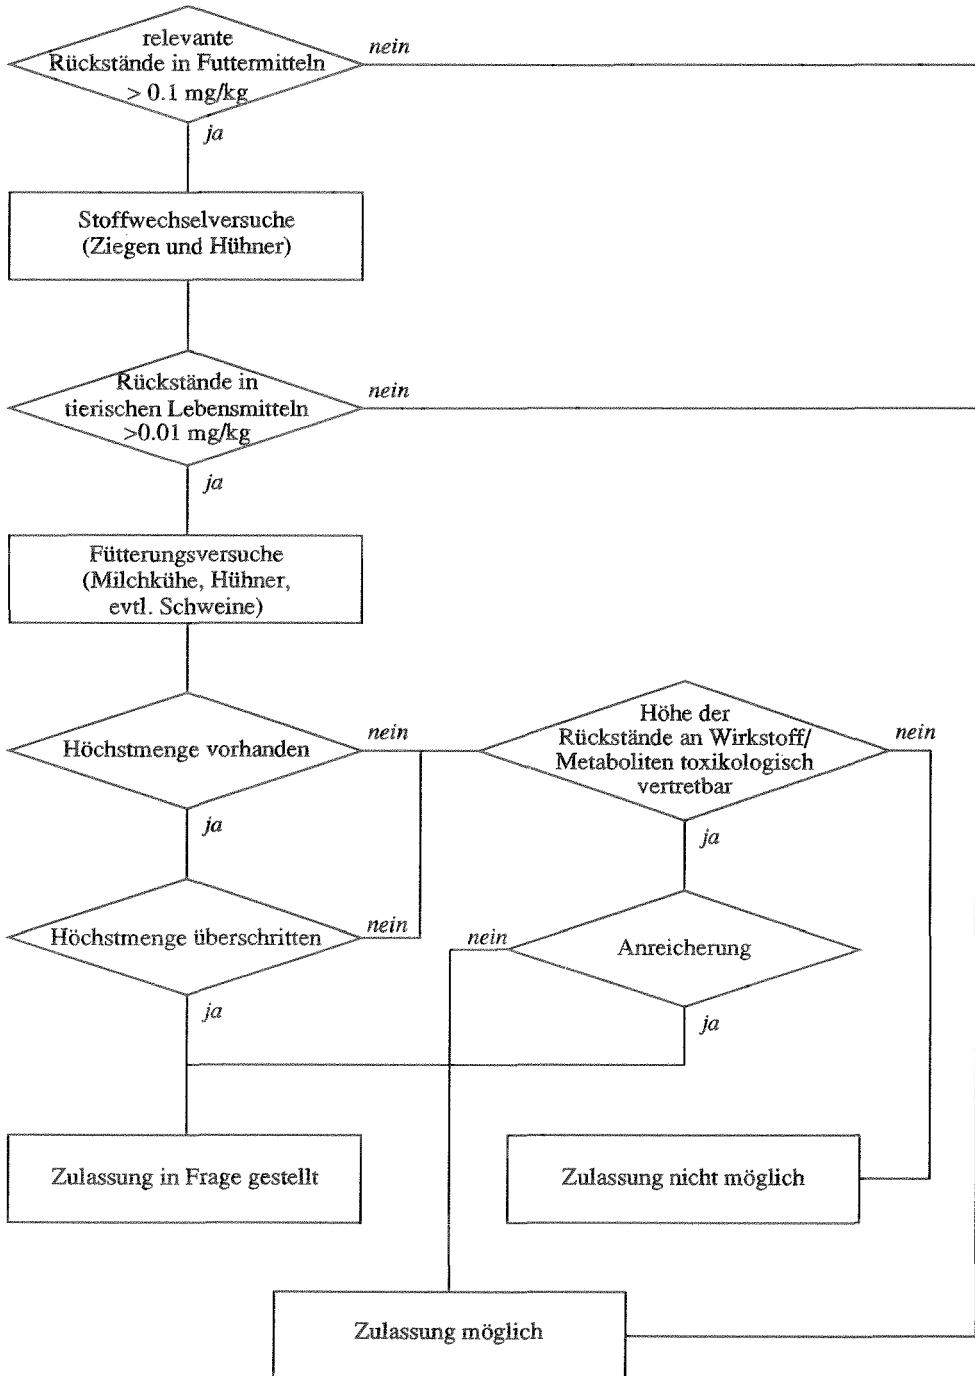 relevante
Rückstände in Futtermitteln
> 0.1 mg/kg
nein
ja
Stoffwechselversuche
(Ziegen und Hühner)
Rückstände in
tierischen Lebensmitteln
>0.01 mg/kg
nein
ja
Fütterungsversuche
(Milchkühe, Hühner,
evtl. Schweine)
Höchstmenge vorhanden
nein
ja
Höhe der
Rückstände an Wirkstoff/
Metaboliten toxikologisch
vertretbar
nein
ja
Höchstmenge überschritten
nein
ja
Anreicherung
nein
ja
Zulassung in Frage gestellt
Zulassung nicht möglich
Zulassung möglich